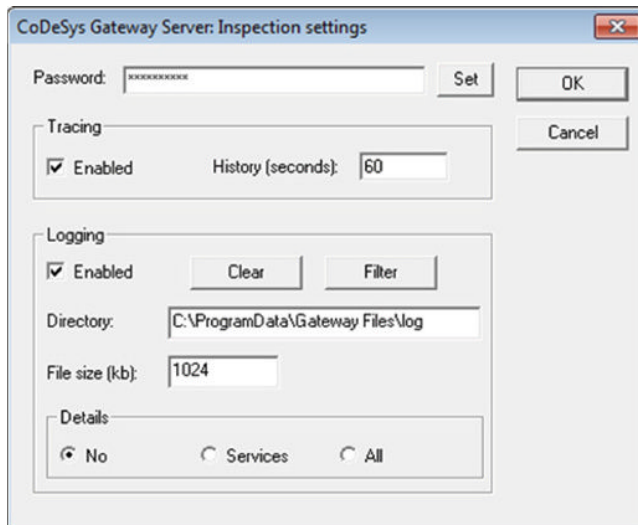 CoDeSys Gateway Server: Inspection settings
Password: xxxxxxxxxx Set OK
Cancel
Tracing
Enabled History (seconds): 60
Logging
Enabled Clear Filter
Directory: C:\ProgramData\Gateway Files\log
File size (kb): 1024
Details
No Services All